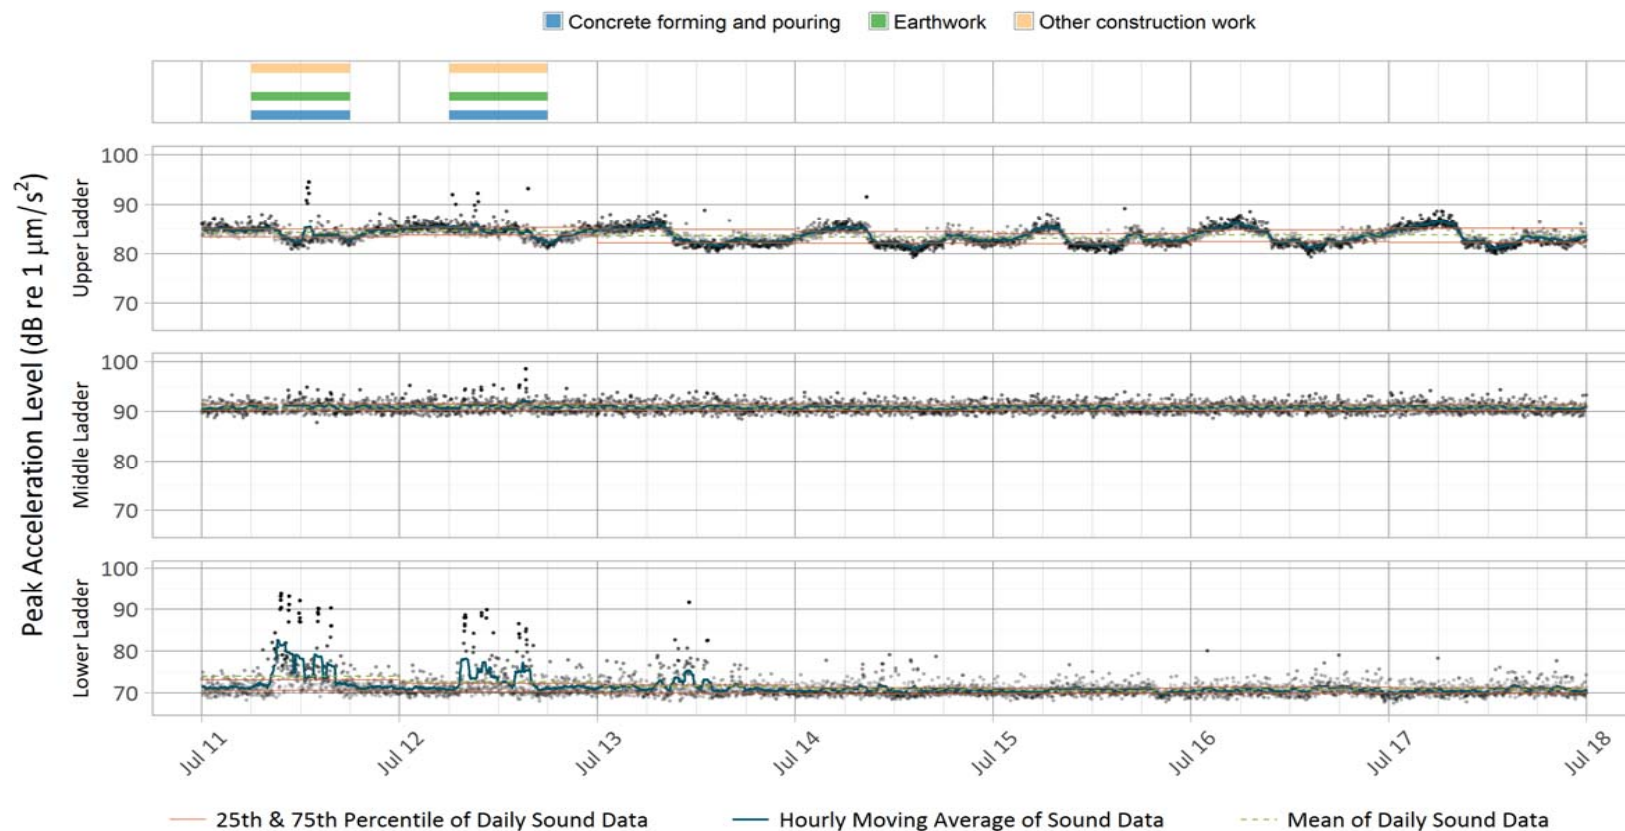 Concrete forming and pouring Earthwork Other construction work
Peak Acceleration Level (dB re 1 μm/s²)
Upper Ladder
100
90
80
70
Middle Ladder
100
90
80
70
Lower Ladder
100
90
80
70
Jul 11 Jul 12 Jul 13 Jul 14 Jul 15 Jul 16 Jul 17 Jul 18
25th & 75th Percentile of Daily Sound Data Hourly Moving Average of Sound Data Mean of Daily Sound Data